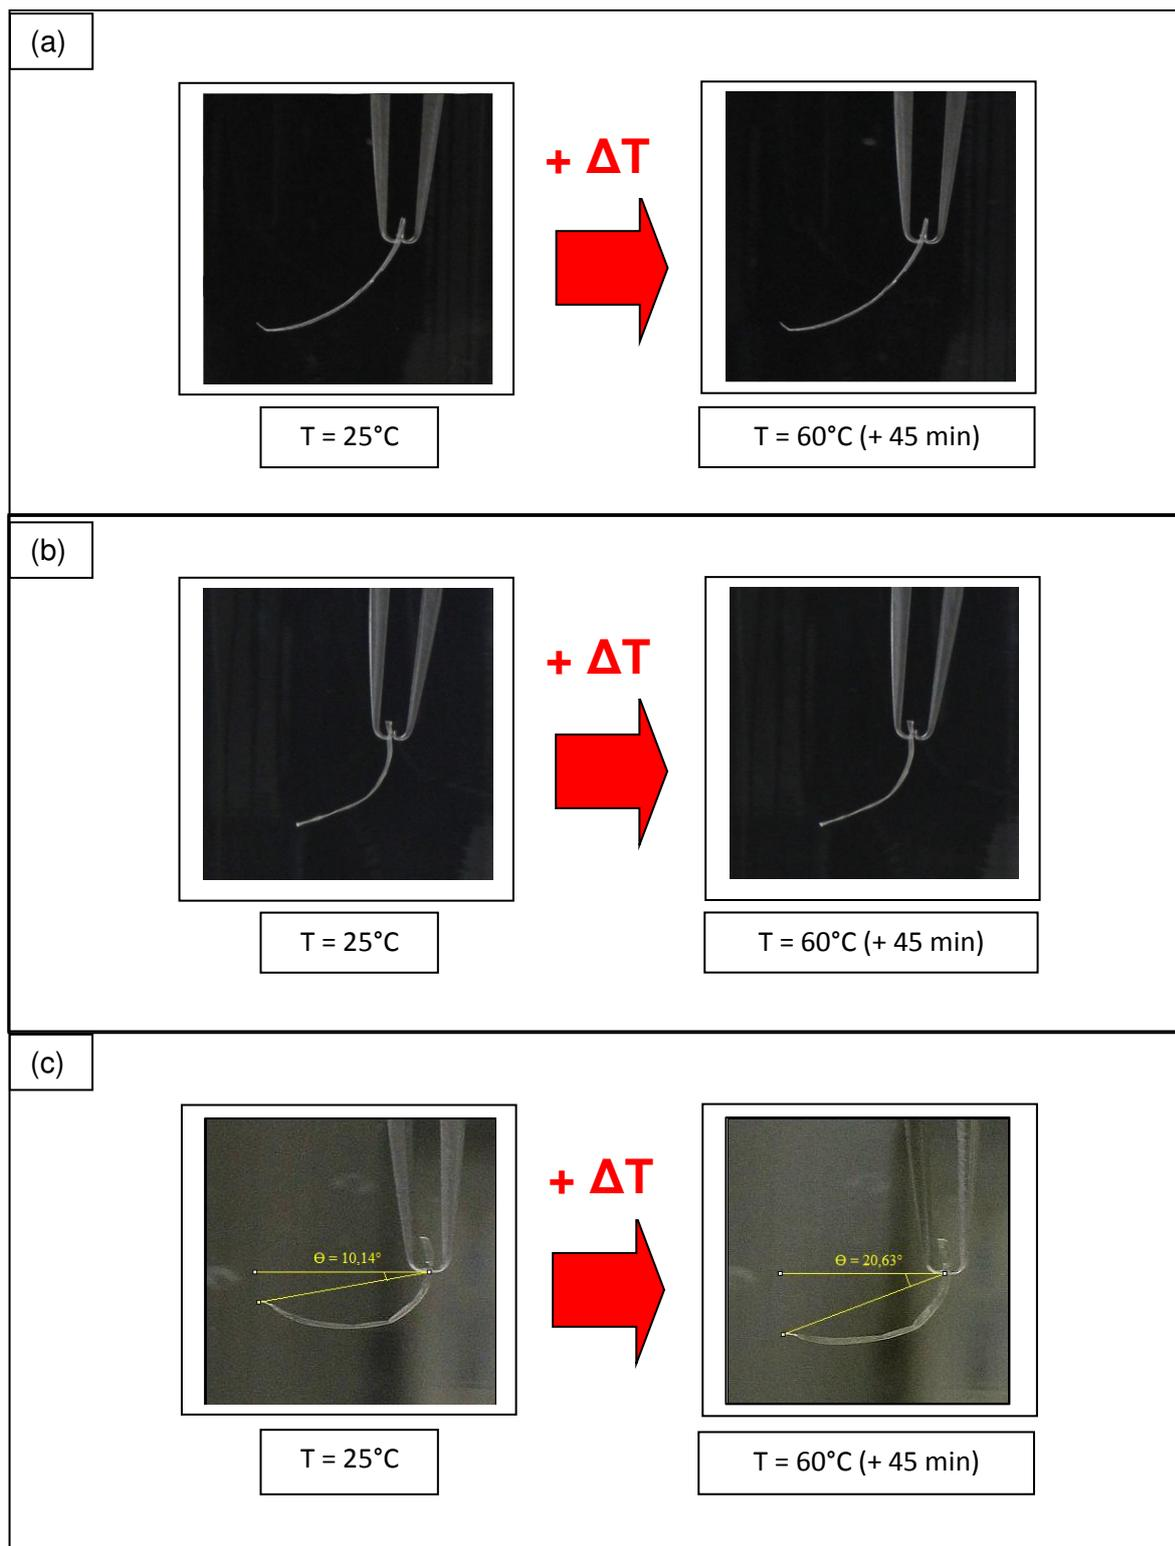 (a)
+ ΔT
T = 25°C
T = 60°C (+ 45 min)
(b)
+ ΔT
T = 25°C
T = 60°C (+ 45 min)
(c)
+ ΔT
Θ = 10,14°
Θ = 20,63°
T = 25°C
T = 60°C (+ 45 min)